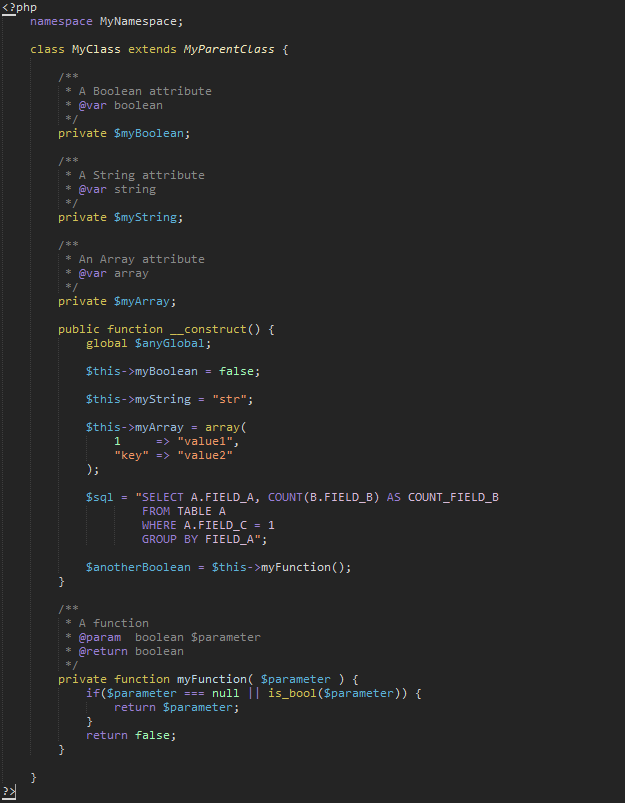 <?php
    namespace MyNamespace;

    class MyClass extends MyParentClass {

        /**
         * A Boolean attribute
         * @var boolean
         */
        private $myBoolean;

        /**
         * A String attribute
         * @var string
         */
        private $myString;

        /**
         * An Array attribute
         * @var array
         */
        private $myArray;

        public function __construct() {
            global $anyGlobal;

            $this->myBoolean = false;

            $this->myString = "str";

            $this->myArray = array(
                1     => "value1",
                "key" => "value2"
            );

            $sql = "SELECT A.FIELD_A, COUNT(B.FIELD_B) AS COUNT_FIELD_B
                    FROM TABLE A
                    WHERE A.FIELD_C = 1
                    GROUP BY FIELD_A";

            $anotherBoolean = $this->myFunction();
        }

        /**
         * A function
         * @param  boolean $parameter
         * @return boolean
         */
        private function myFunction( $parameter ) {
            if($parameter === null || is_bool($parameter)) {
                return $parameter;
            }
            return false;
        }

    }
?>